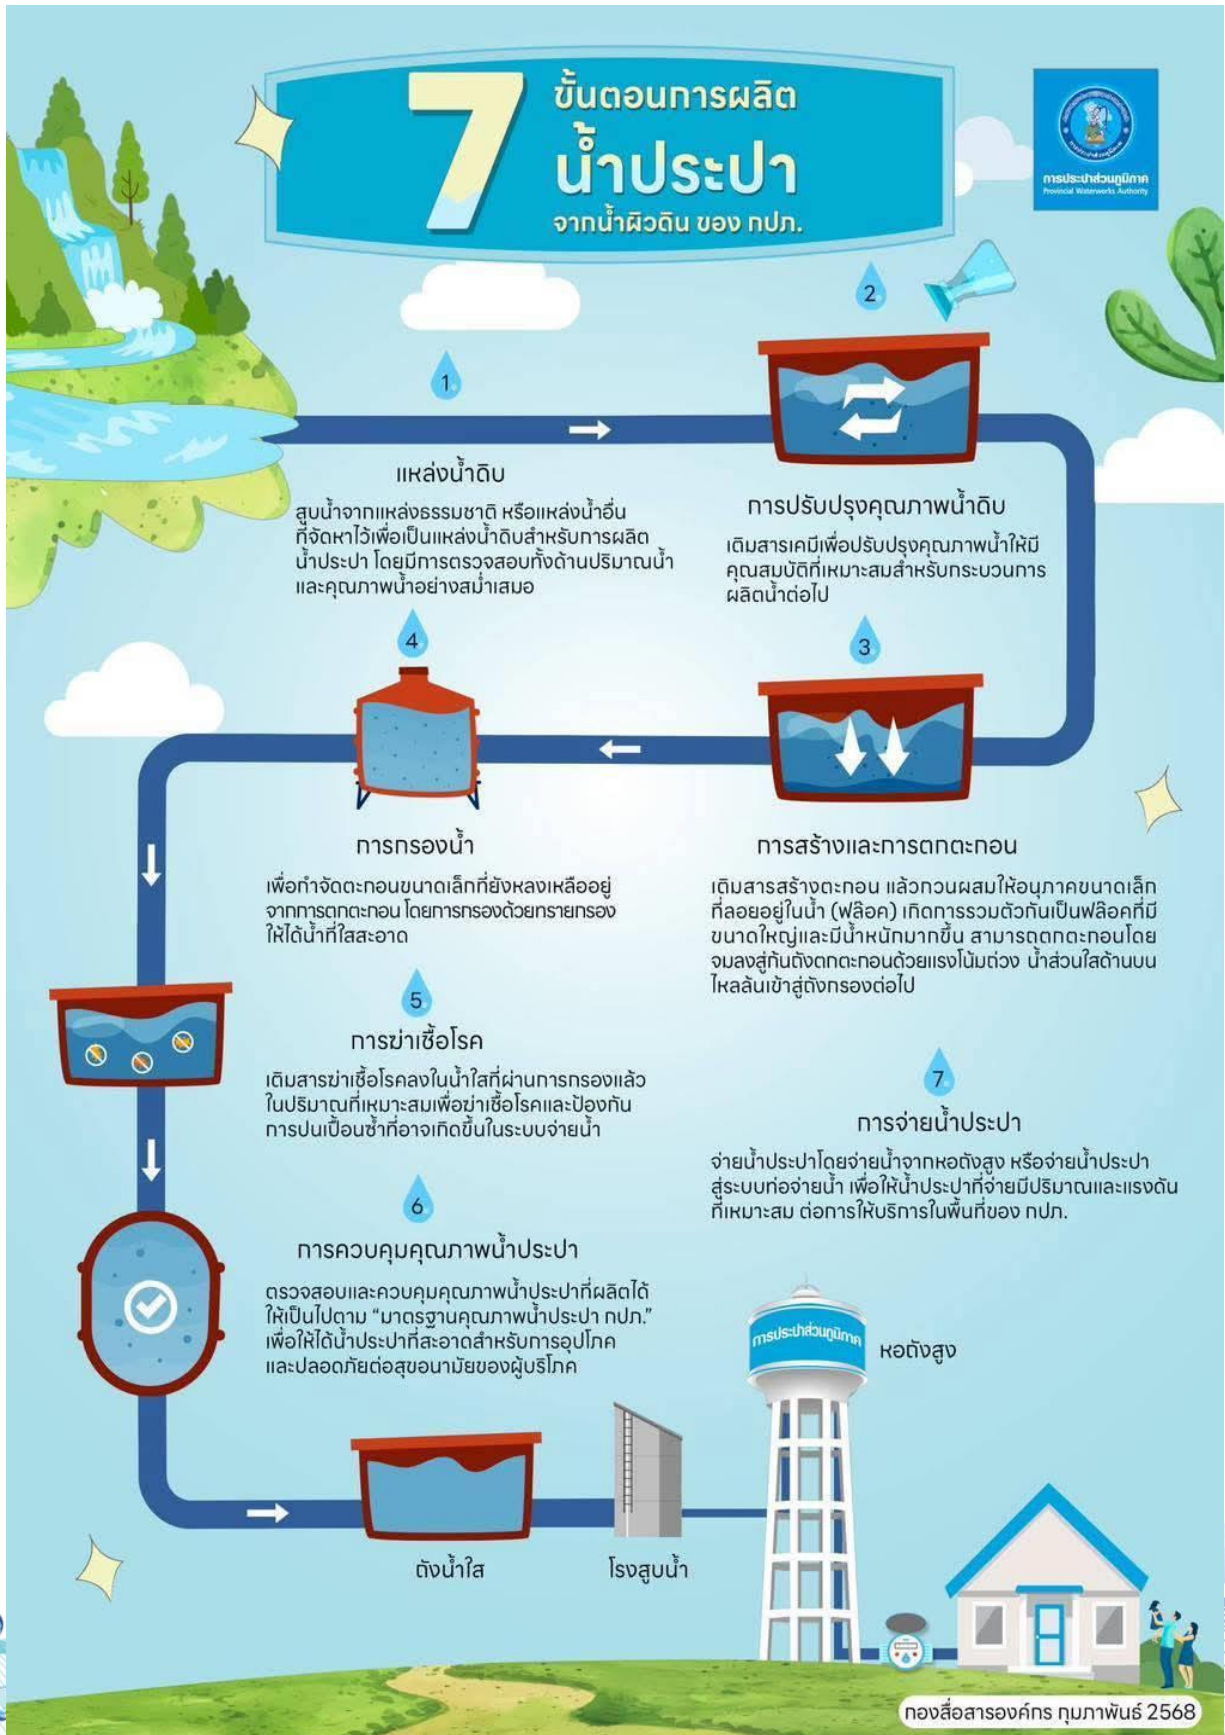 7
ขั้นตอนการผลิต
น้ำประปา
จากน้ำผิวดิน ของ กปภ.
การประปาส่วนภูมิภาค
Provincial Waterworks Authority
1.
แหล่งน้ำดิบ
สูบน้ำจากแหล่งธรรมชาติ หรือแหล่งน้ำอื่น
ที่จัดหาไว้เพื่อเป็นแหล่งน้ำดิบสำหรับการผลิต
น้ำประปา โดยมีการตรวจสอบทั้งด้านปริมาณน้ำ
และคุณภาพน้ำอย่างสม่ำเสมอ
2.
การปรับปรุงคุณภาพน้ำดิบ
เติมสารเคมีเพื่อปรับปรุงคุณภาพน้ำให้มี
คุณสมบัติที่เหมาะสมสำหรับกระบวนการ
ผลิตน้ำต่อไป
3.
การสร้างและการตกตะกอน
เติมสารสร้างตะกอน แล้วกวนผสมให้อนุภาคขนาดเล็ก
ที่ลอยอยู่ในน้ำ (ฟล๊อค) เกิดการรวมตัวกันเป็นฟล๊อคที่มี
ขนาดใหญ่และมีน้ำหนักมากขึ้น สามารถตกตะกอนโดย
จมลงสู่ก้นถังตกตะกอนด้วยแรงโน้มถ่วง น้ำส่วนใสด้านบน
ไหลล้นเข้าสู่ถังกรองต่อไป
4.
การกรองน้ำ
เพื่อกำจัดตะกอนขนาดเล็กที่ยังหลงเหลืออยู่
จากการตกตะกอน โดยการกรองด้วยทรายกรอง
ให้ได้น้ำที่ใสสะอาด
5.
การฆ่าเชื้อโรค
เติมสารฆ่าเชื้อโรคลงในน้ำใสที่ผ่านการกรองแล้ว
ในปริมาณที่เหมาะสมเพื่อฆ่าเชื้อโรคและป้องกัน
การปนเปื้อนซ้ำที่อาจเกิดขึ้นในระบบจ่ายน้ำ
6.
การควบคุมคุณภาพน้ำประปา
ตรวจสอบและควบคุมคุณภาพน้ำประปาที่ผลิตได้
ให้เป็นไปตาม “มาตรฐานคุณภาพน้ำประปา กปภ.”
เพื่อให้ได้น้ำประปาที่สะอาดสำหรับการอุปโภค
และปลอดภัยต่อสุขอนามัยของผู้บริโภค
7.
การจ่ายน้ำประปา
จ่ายน้ำประปาโดยจ่ายน้ำจากหอถังสูง หรือจ่ายน้ำประปา
สู่ระบบท่อจ่ายน้ำ เพื่อให้น้ำประปาที่จ่ายมีปริมาณและแรงดัน
ที่เหมาะสม ต่อการให้บริการในพื้นที่ของ กปภ.
การประปาส่วนภูมิภาค
หอถังสูง
ถังน้ำใส
โรงสูบน้ำ
กองสื่อสารองค์กร กุมภาพันธ์ 2568